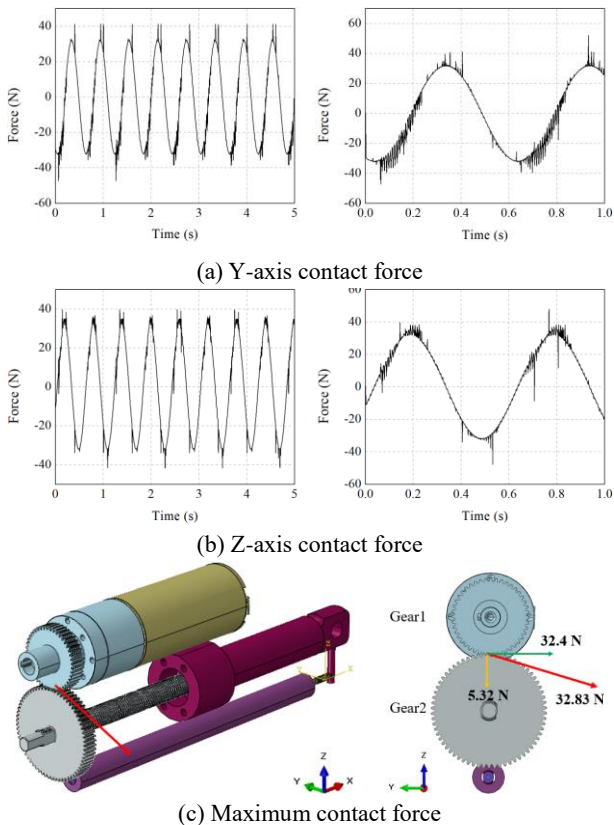 60
40
20
0
-20
-40
-60
Force (N)
0 1 2 3 4 5
Time (s)
60
40
20
0
-20
-40
-60
Force (N)
0.0 0.2 0.4 0.6 0.8 1.0
Time (s)
(a) Y-axis contact force
40
20
0
-20
-40
Force (N)
0 1 2 3 4 5
Time (s)
60
40
20
0
-20
-40
-60
Force (N)
0.0 0.2 0.4 0.6 0.8 1.0
Time (s)
(b) Z-axis contact force
Z
Y
X
Gear1
32.4 N
5.32 N
32.83 N
Gear2
Z
Y
(c) Maximum contact force